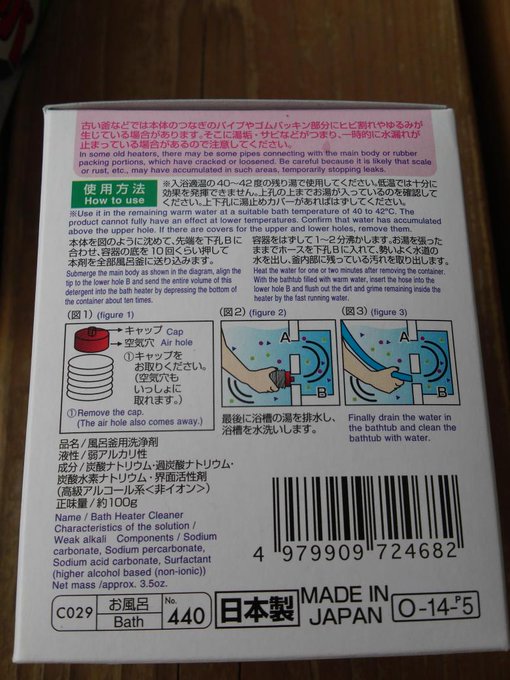 古い釜などでは本体のつなぎのパイプやゴムパッキン部分にヒビ割れやゆるみが
生じている場合があります。そこに湯垢・サビなどがつまり、一時的に水漏れが
止まっている場合があるので注意してください。
In some old heaters, there may be some pipes connecting with the main body or rubber
packing portions, which have cracked or loosened. Be careful because it is likely that scale
or rust, etc., may have accumulated in such areas, temporarily stopping leaks.
使用方法
How to use
※入浴適温の40~42度の残り湯で使用してください。低温では十分に
効果を発揮できません。上孔の上までお湯が入っているのを確認して
ください。上下孔に湯止めカバーがあればはずしてください。
※Use it in the remaining warm water at a suitable bath temperature of 40 to 42°C. The
product cannot fully have an effect at lower temperatures. Confirm that water has accumulated
above the upper hole. If there are covers for the upper and lower holes, remove them.
本体を図のように沈めて、先端を下孔Bに
合わせ、容器の底を10回くらい押して
本剤を全部風呂釜に送り込みます。
Submerge the main body as shown in the diagram, align the
tip to the lower hole B and send the entire volume of this
detergent into the bath heater by depressing the bottom of
the container about ten times.
容器をはずして1~2分沸かします。お湯を張った
ままホースを下孔Bに入れて、勢いよく水道の
水を出し、釜内部に残っている汚れを取り出します。
Heat the water for one or two minutes after removing the container.
With the bathtub filled with warm water, insert the hose into the
lower hole B and flush out the dirt and grime remaining inside the
heater by the fast running water.
(図1) (figure 1)
キャップ Cap
空気穴 Air hole
①キャップを
お取りください。
(空気穴も
いっしょに
取れます。)
①Remove the cap.
(The air hole also comes away.)
(図2) (figure 2)
A
B
(図3) (figure 3)
A
B
最後に浴槽の湯を排水し、
浴槽を水洗いします。
Finally drain the water in
the bathtub and clean the
bathtub with water.
品名/風呂釜用洗浄剤
液性/弱アルカリ性
成分/炭酸ナトリウム・過炭酸ナトリウム・
炭酸水素ナトリウム・界面活性剤
(高級アルコール系<非イオン>)
正味量/約100g
Name / Bath Heater Cleaner
Characteristics of the solution /
Weak alkali Components / Sodium
carbonate, Sodium percarbonate,
Sodium acid carbonate, Surfactant
(higher alcohol based (non-ionic))
Net mass /approx. 3.5oz.
4 979909 724682
C029
お風呂
Bath
No.
440
日本製
MADE IN
JAPAN
O-14-P5